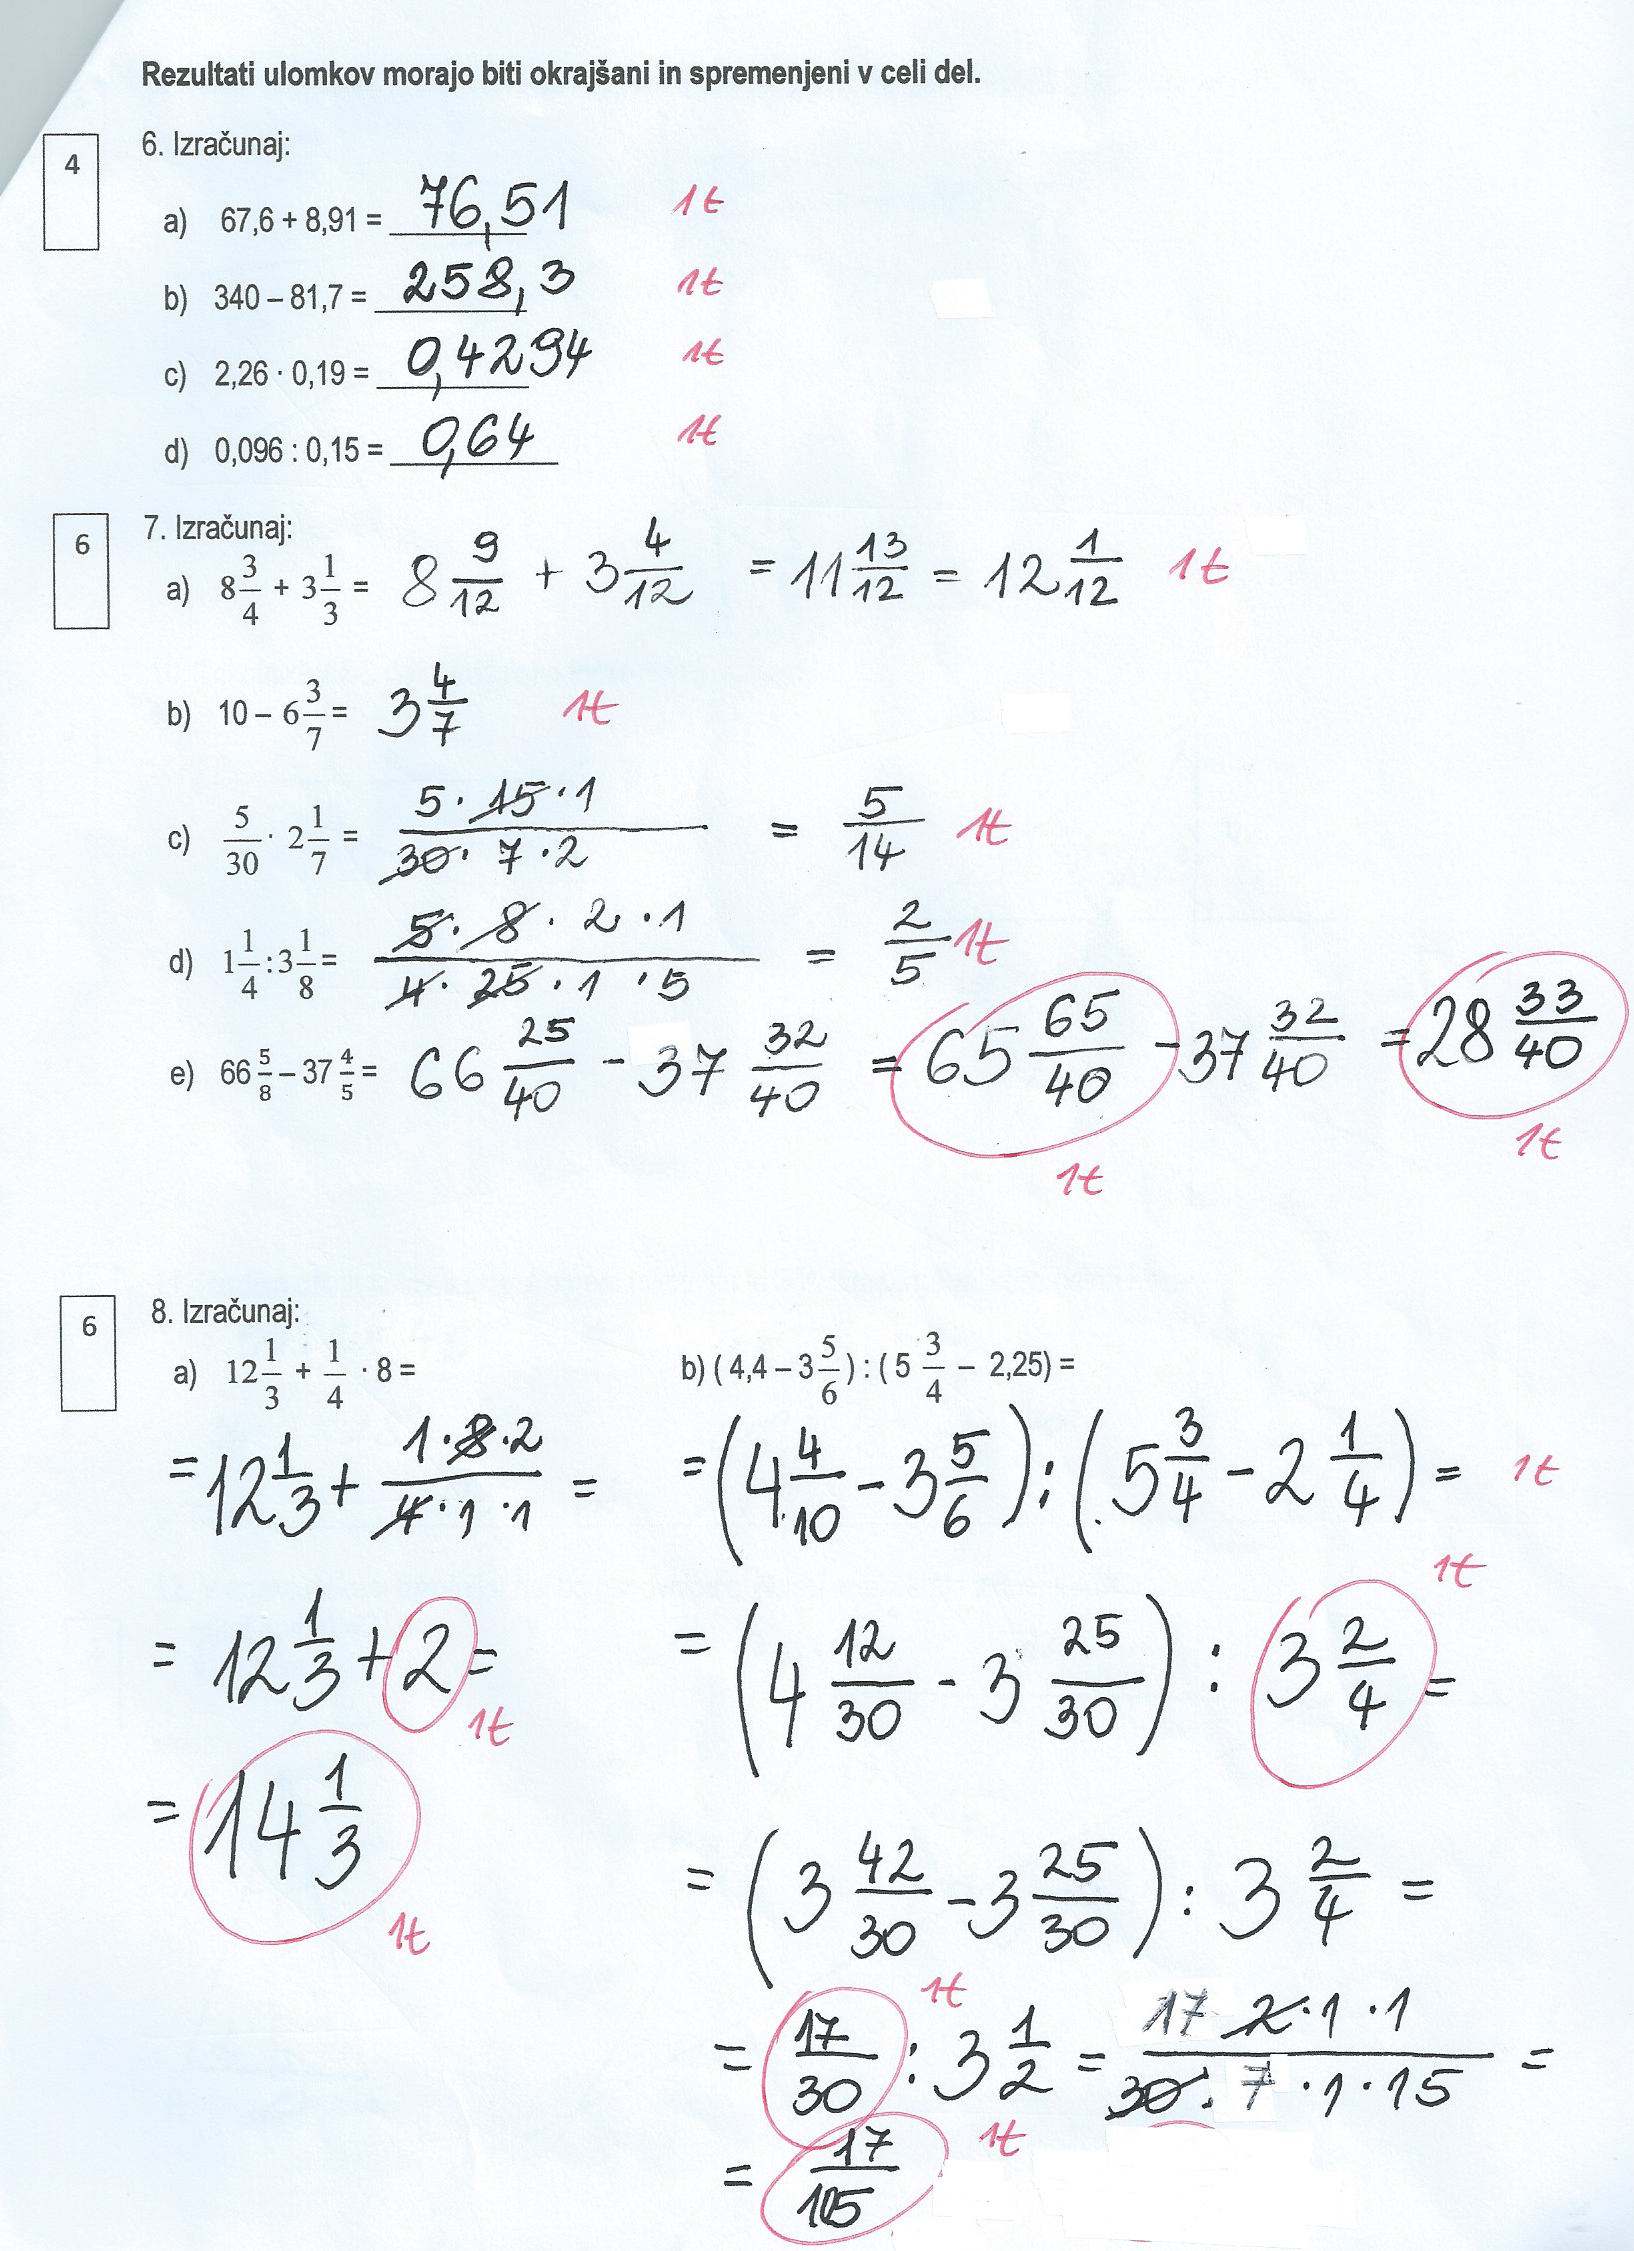 Rezultati ulomkov morajo biti okrajšani in spremenjeni v celi del.
4
6. Izračunaj:
a) 67,6 + 8,91 = 76,51 1t
b) 340 – 81,7 = 258,3 1t
c) 2,26 · 0,19 = 0,4294 1t
d) 0,096 : 0,15 = 0,64 1t
6
7. Izračunaj:
a) 8 3/4 + 3 1/3 = 8 9/12 + 3 4/12 = 11 13/12 = 12 1/12 1t
b) 10 – 6 3/7 = 3 4/7 1t
c) 5/30 · 2 1/7 = 5 · 15 · 1 / 30 · 7 · 2 = 5/14 1t
d) 1 1/4 : 3 1/8 = 5 · 8 · 2 · 1 / 4 · 25 · 1 · 5 = 2/5 1t
e) 66 5/8 – 37 4/5 = 66 25/40 - 37 32/40 = 65 65/40 - 37 32/40 = 28 33/40
1t 1t
6
8. Izračunaj:
a) 12 1/3 + 1/4 · 8 =
= 12 1/3 + 1 · 8 · 2 / 4 · 1 · 1 =
= 12 1/3 + 2 =
1t
= 14 1/3
1t
b) ( 4,4 – 3 5/6 ) : ( 5 3/4 – 2,25) =
= (4 4/10 - 3 5/6) : (5 3/4 - 2 1/4) = 1t
1t
= (4 12/30 - 3 25/30) : 3 2/4 =
= (3 42/30 - 3 25/30) : 3 2/4 =
1t
= 17/30 : 3 1/2 = 17 2 · 1 · 1 / 30 · 7 · 1 · 15 =
1t
= 17/105